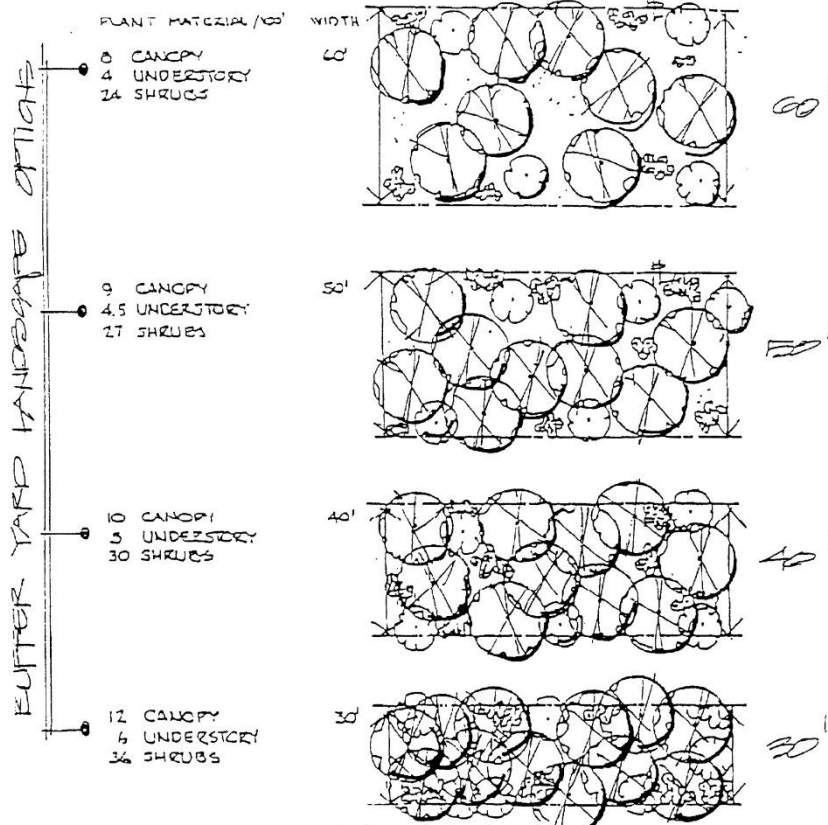 BUFFER YARD LANDSCAPE OPTIONS
PLANT MATERIAL/100' WIDTH
8 CANOPY
4 UNDERSTORY
24 SHRUBS
60'
60
9 CANOPY
4.5 UNDERSTORY
27 SHRUBS
50'
50'
10 CANOPY
5 UNDERSTORY
30 SHRUBS
40'
40
12 CANOPY
6 UNDERSTORY
36 SHRUBS
30'
30'